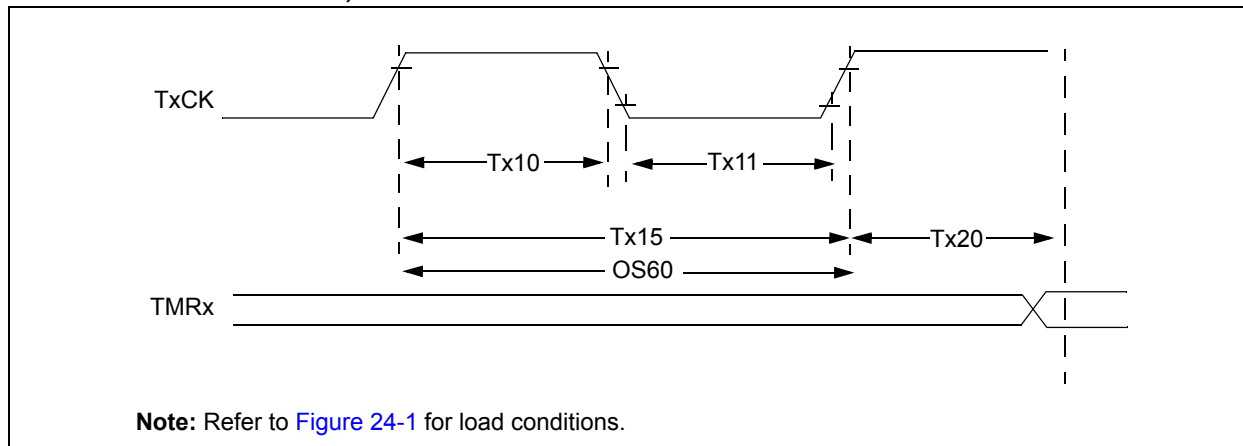 TxCK
Tx10
Tx11
Tx15
Tx20
OS60
TMRx
Note: Refer to Figure 24-1 for load conditions.